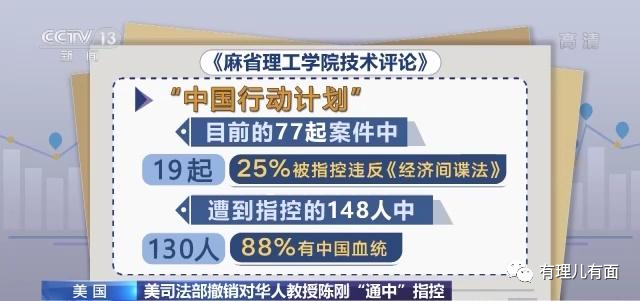 CCTV 13
新闻
高清
《麻省理工学院技术评论》
“中国行动计划”
目前的77起案件中
19起 25%被指控违反《经济间谍法》
遭到指控的148人中
130人 88%有中国血统
有理儿有面
美国 美司法部撤销对华人教授陈刚“通中”指控